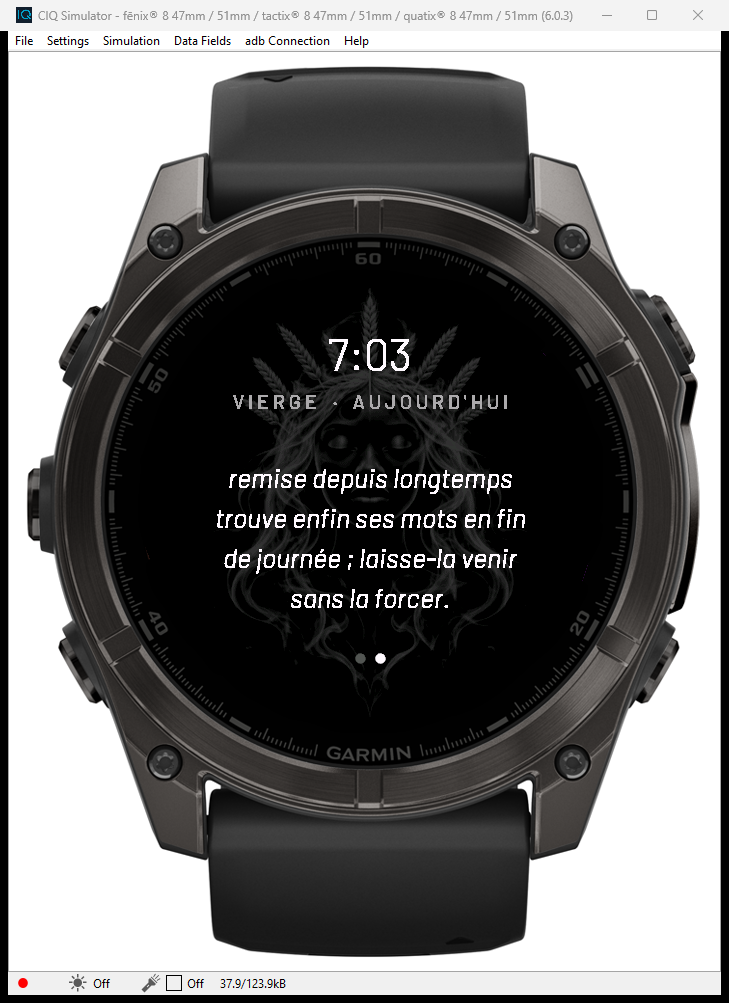 CIQ Simulator - fēnix® 8 47mm / 51mm / tactix® 8 47mm / 51mm / quatix® 8 47mm / 51mm (6.0.3)
File Settings Simulation Data Fields adb Connection Help
60
50
40
20
7:03
VIERGE · AUJOURD'HUI
remise depuis longtemps
trouve enfin ses mots en fin
de journée ; laisse-la venir
sans la forcer.
GARMIN
Off
Off
37.9/123.9kB